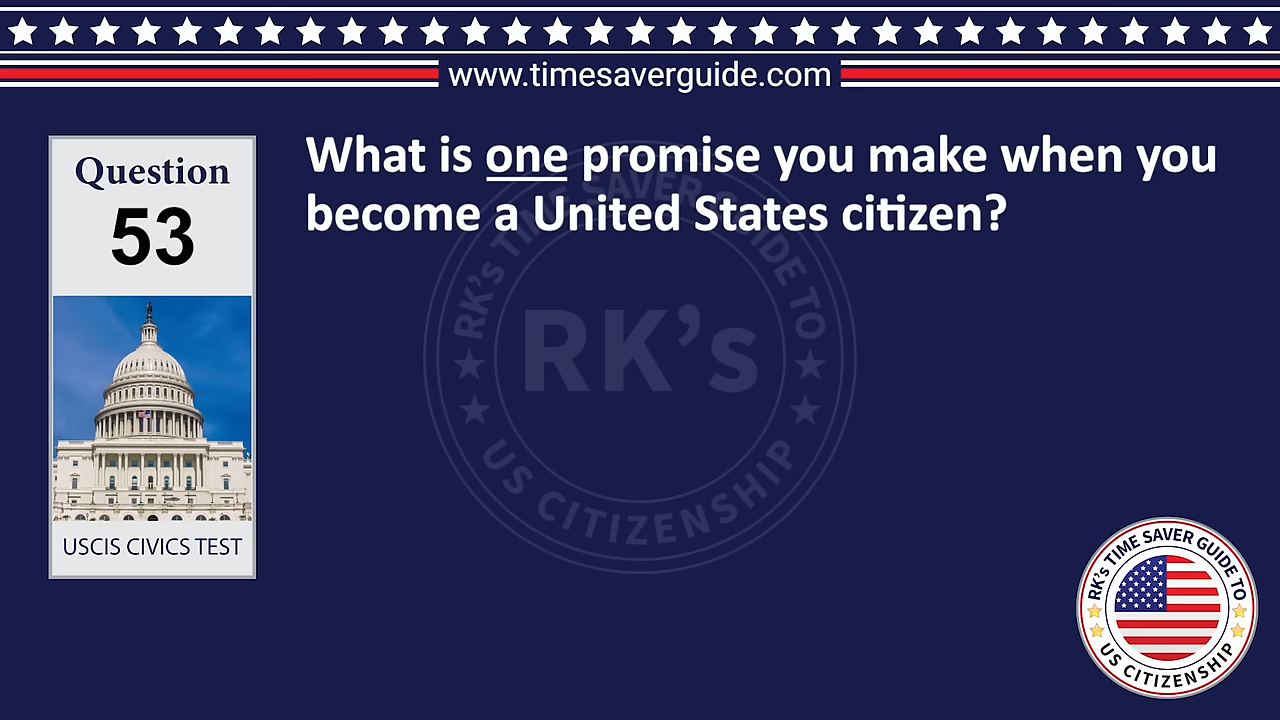 www.timesaverguide.com
Question
53
USCIS CIVICS TEST
What is one promise you make when you
become a United States citizen?
RK's TIME SAVER GUIDE TO
RK's
US CITIZENSHIP
RK's TIME SAVER GUIDE TO
US CITIZENSHIP